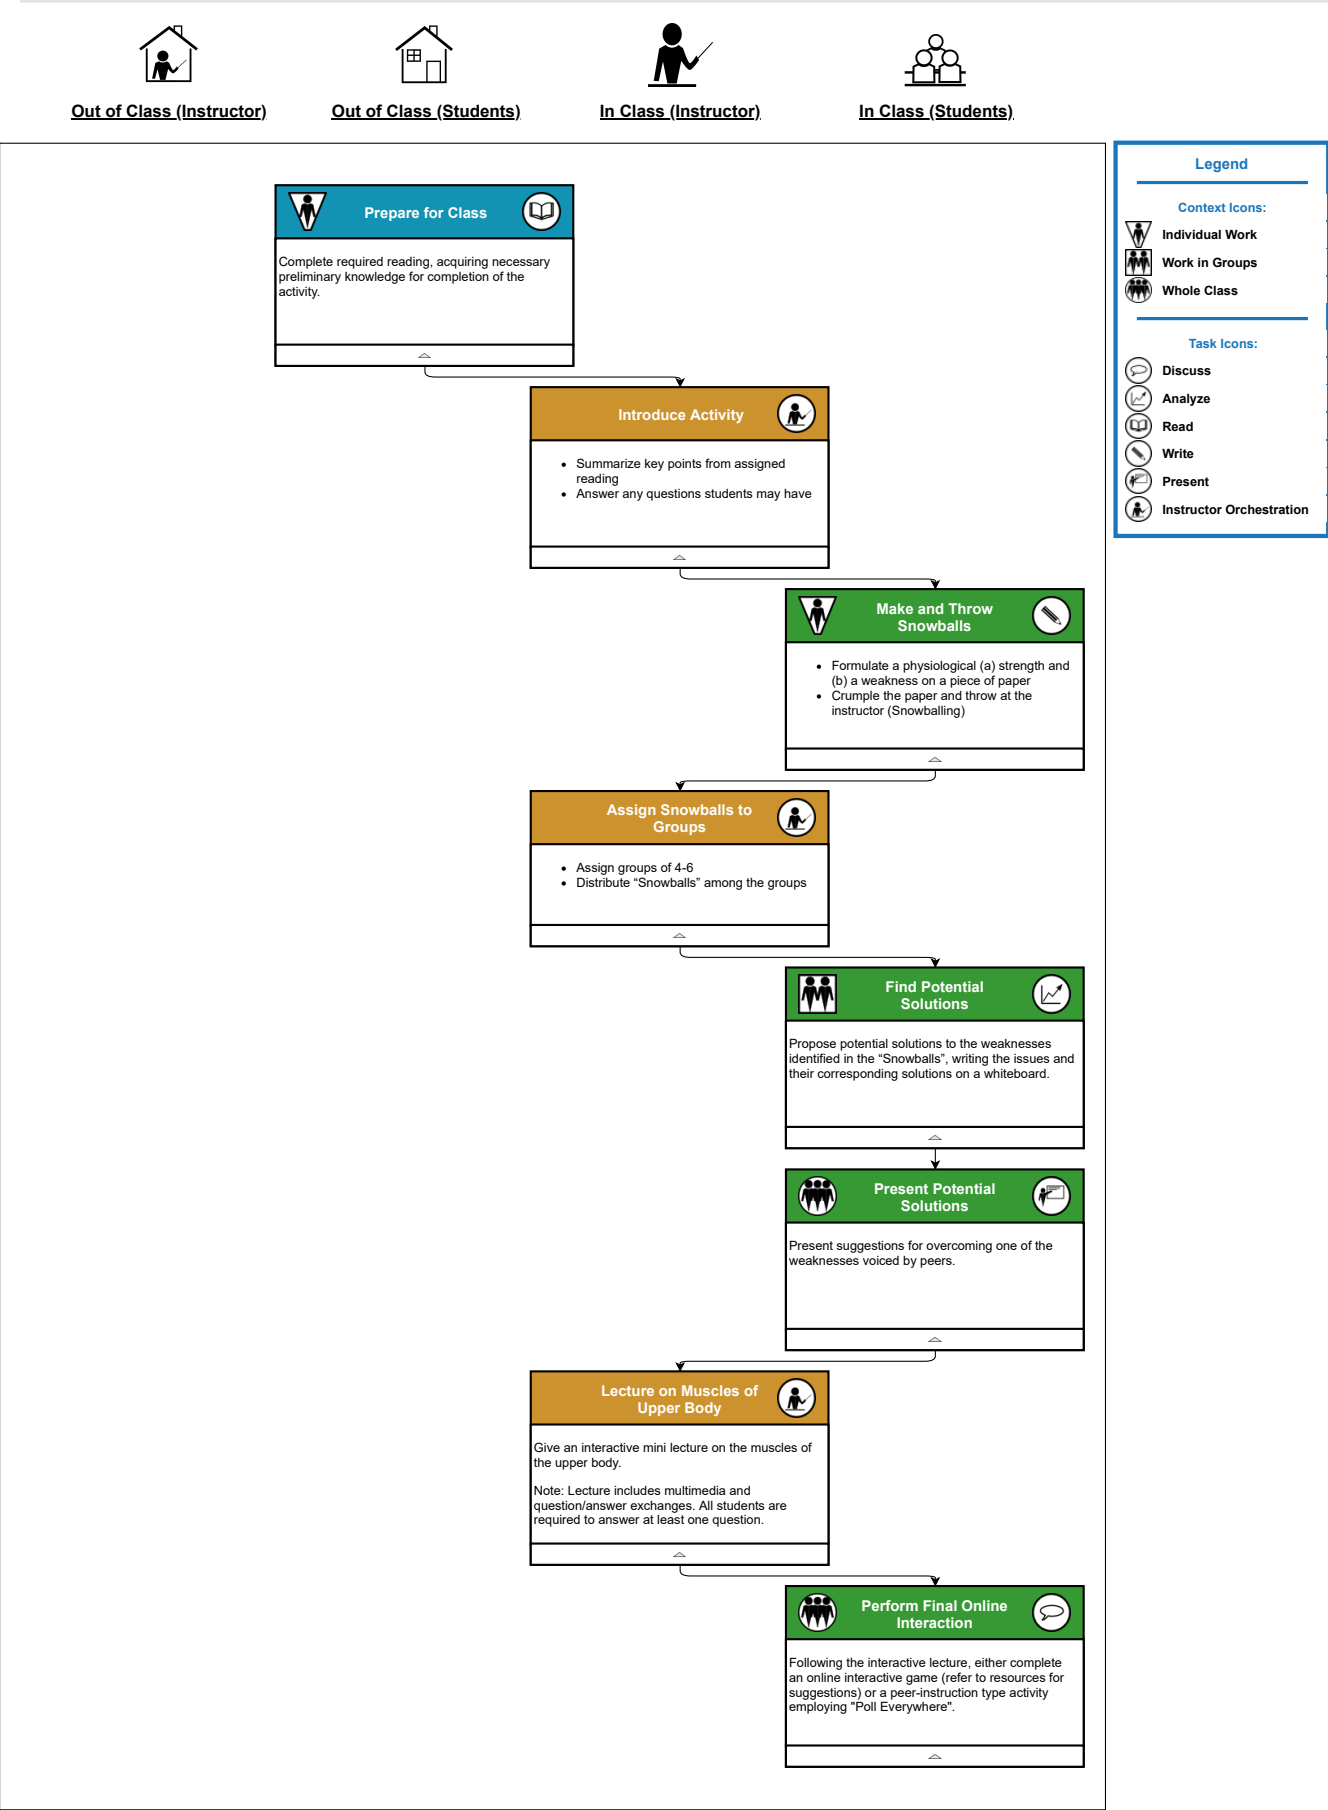 Out of Class (Instructor)
Out of Class (Students)
In Class (Instructor)
In Class (Students)
Legend
Context Icons:
Individual Work
Work in Groups
Whole Class
Task Icons:
Discuss
Analyze
Read
Write
Present
Instructor Orchestration
Prepare for Class
Complete required reading, acquiring necessary
preliminary knowledge for completion of the
activity.
Introduce Activity
• Summarize key points from assigned
reading
• Answer any questions students may have
Make and Throw
Snowballs
• Formulate a physiological (a) strength and
(b) a weakness on a piece of paper
• Crumple the paper and throw at the
instructor (Snowballing)
Assign Snowballs to
Groups
• Assign groups of 4-6
• Distribute “Snowballs” among the groups
Find Potential
Solutions
Propose potential solutions to the weaknesses
identified in the “Snowballs”, writing the issues and
their corresponding solutions on a whiteboard.
Present Potential
Solutions
Present suggestions for overcoming one of the
weaknesses voiced by peers.
Lecture on Muscles of
Upper Body
Give an interactive mini lecture on the muscles of
the upper body.
Note: Lecture includes multimedia and
question/answer exchanges. All students are
required to answer at least one question.
Perform Final Online
Interaction
Following the interactive lecture, either complete
an online interactive game (refer to resources for
suggestions) or a peer-instruction type activity
employing "Poll Everywhere".